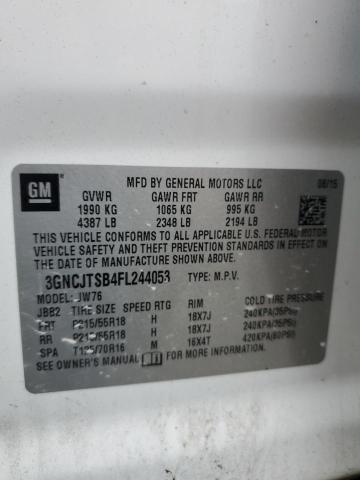 GM
MFD BY GENERAL MOTORS LLC 06/15
GVWR GAWR FRT GAWR RR
1990 KG 1065 KG 995 KG
4387 LB 2348 LB 2194 LB
THIS VEHICLE CONFORMS TO ALL APPLICABLE U.S. FEDERAL MOTOR
VEHICLE SAFETY AND THEFT PREVENTION STANDARDS IN EFFECT ON
THE DATE OF MANUFACTURE SHOWN ABOVE.
3GNCJTSB4FL244053 TYPE: M.P.V.
MODEL: JW76
JBB2 TIRE SIZE SPEED RTG RIM COLD TIRE PRESSURE
FRT P215/55R18 H 18X7J 240KPA(35PSI)
RR P215/55R18 H 18X7J 240KPA(35PSI)
SPA T125/70R16 M 16X4T 420KPA(60PSI)
SEE OWNER'S MANUAL FOR ADDITIONAL INFORMATION.